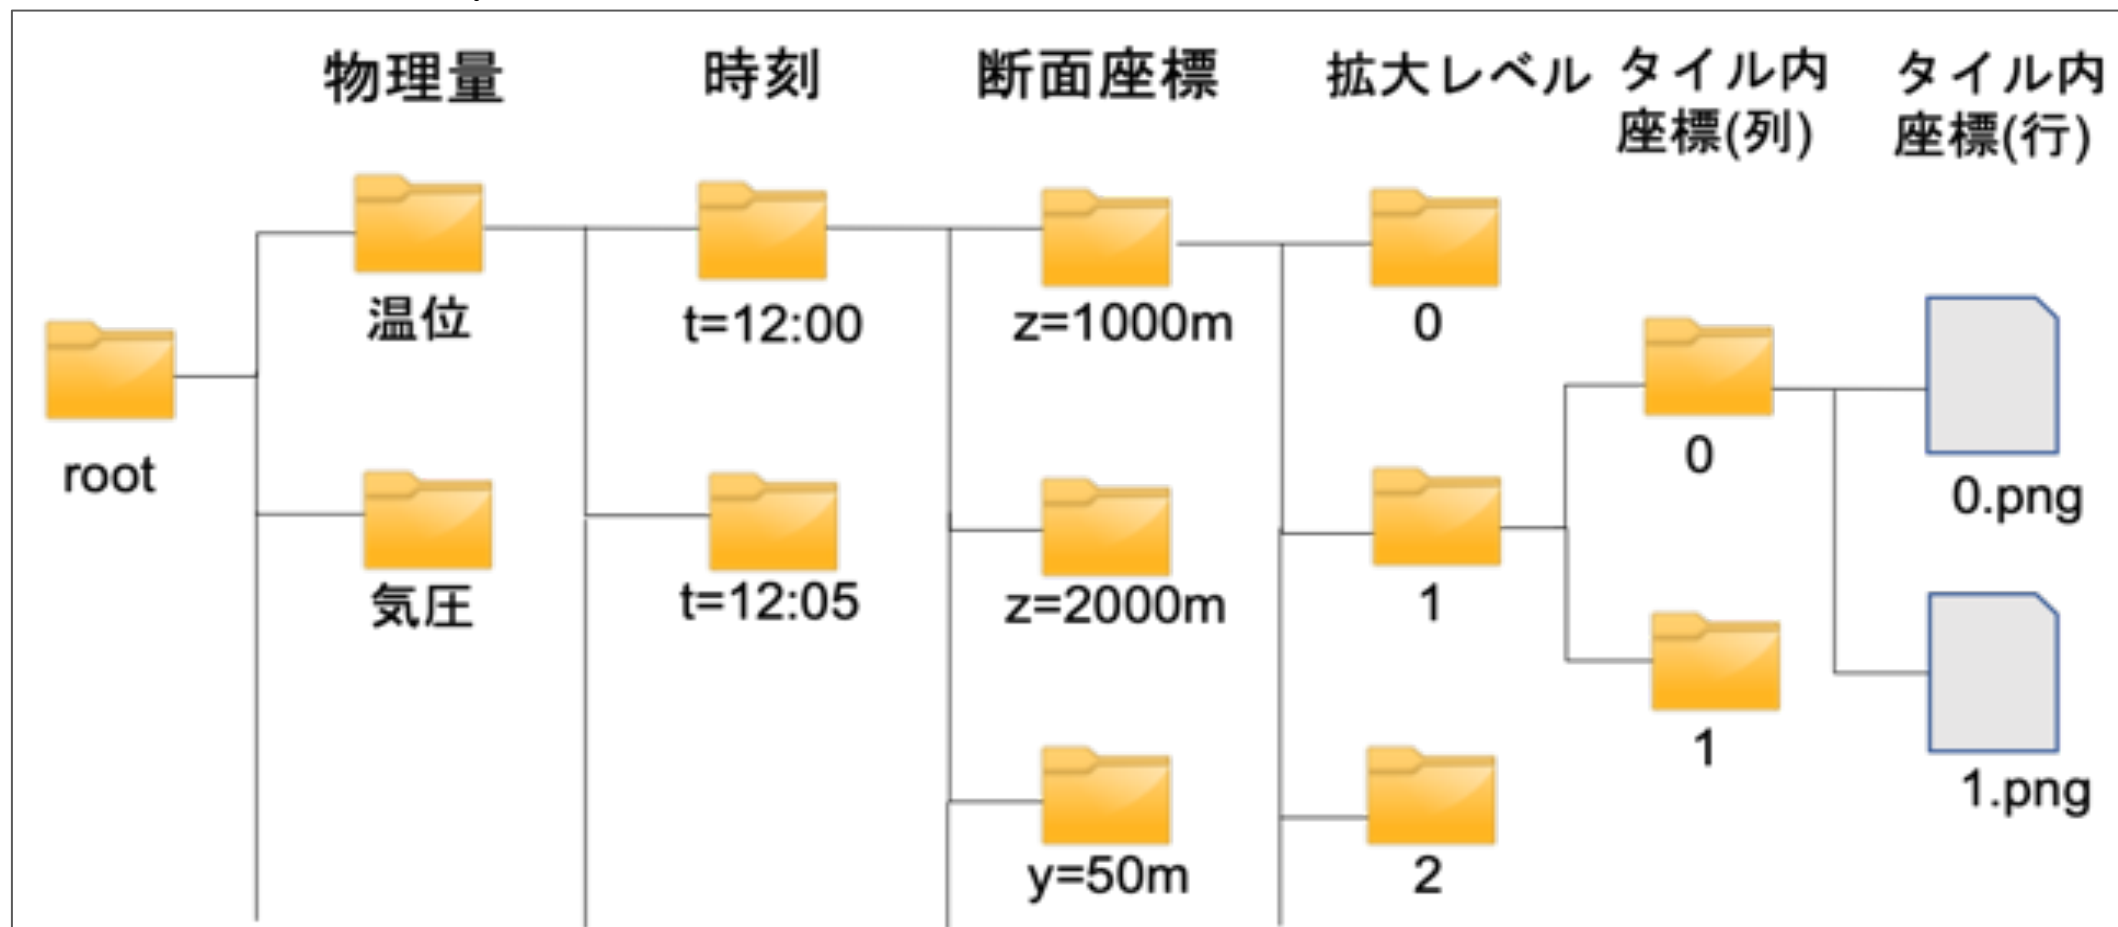 物理量
時刻
断面座標
拡大レベル
タイル内
座標(列)
タイル内
座標(行)
root
温位
t=12:00
z=1000m
0
0
0.png
気圧
t=12:05
z=2000m
1
1
1.png
y=50m
2